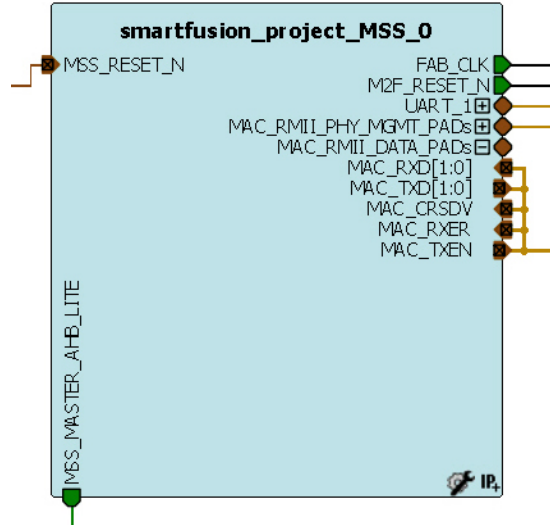 smartfusion_project_MSS_0
MSS_RESET_N
FAB_CLK
M2F_RESET_N
UART_1
MAC_RMII_PHY_MGMT_PADs
MAC_RMII_DATA_PADs
MAC_RXD[1:0]
MAC_TXD[1:0]
MAC_CRSDV
MAC_RXER
MAC_TXEN
MSS_MASTER_AHB_LITE
IP+